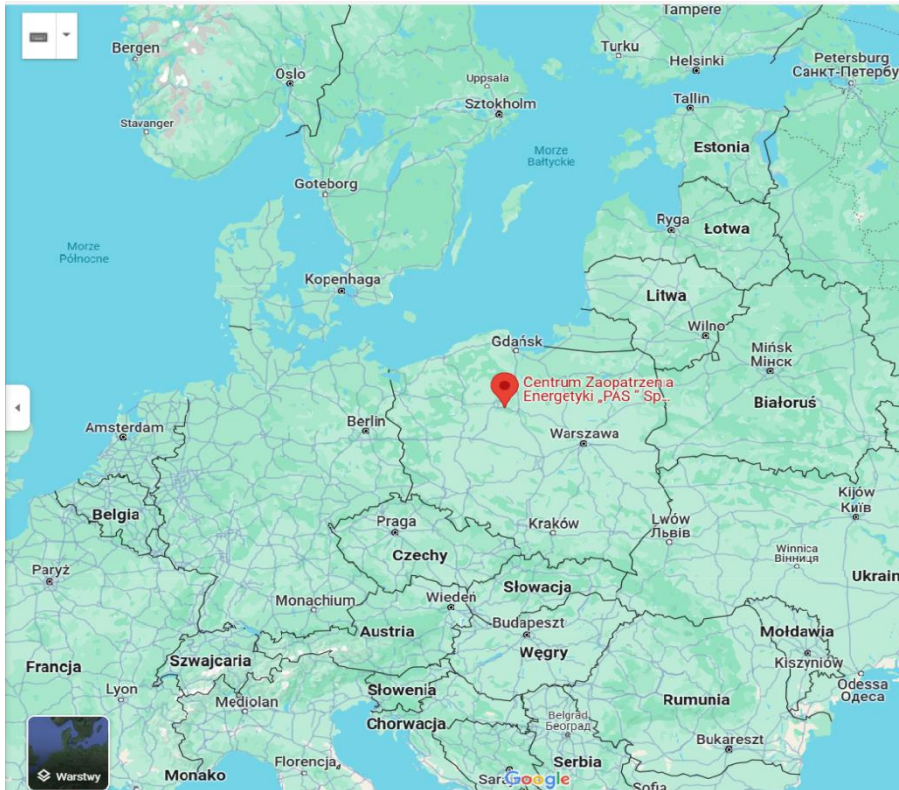 Tampere
Bergen
Turku
Helsinki
Petersburg
Санкт-Петербу
Oslo
Uppsala
Sztokholm
Tallin
Stavanger
Estonia
Morze
Bałtyckie
Goteborg
Ryga
Łotwa
Morze
Północne
Kopenhaga
Litwa
Wilno
Gdańsk
Mińsk
Мінск
Centrum Zaopatrzenia
Energetyki „PAS ” Sp...
Białoruś
Amsterdam
Berlin
Warszawa
Belgia
Praga
Kraków
Lwów
Львів
Kijów
Київ
Czechy
Winnica
Вінниця
Paryż
Słowacja
Ukrain
Monachium
Wiedeń
Budapeszt
Austria
Mołdawia
Węgry
Szwajcaria
Kiszyniów
Francja
Słowenia
Odessa
Одеса
Lyon
Mediolan
Rumunia
Chorwacja
Belgrad
Београд
Bukareszt
Florencja
Serbia
Warstwy
Monako
Saraj
Google
Sofia